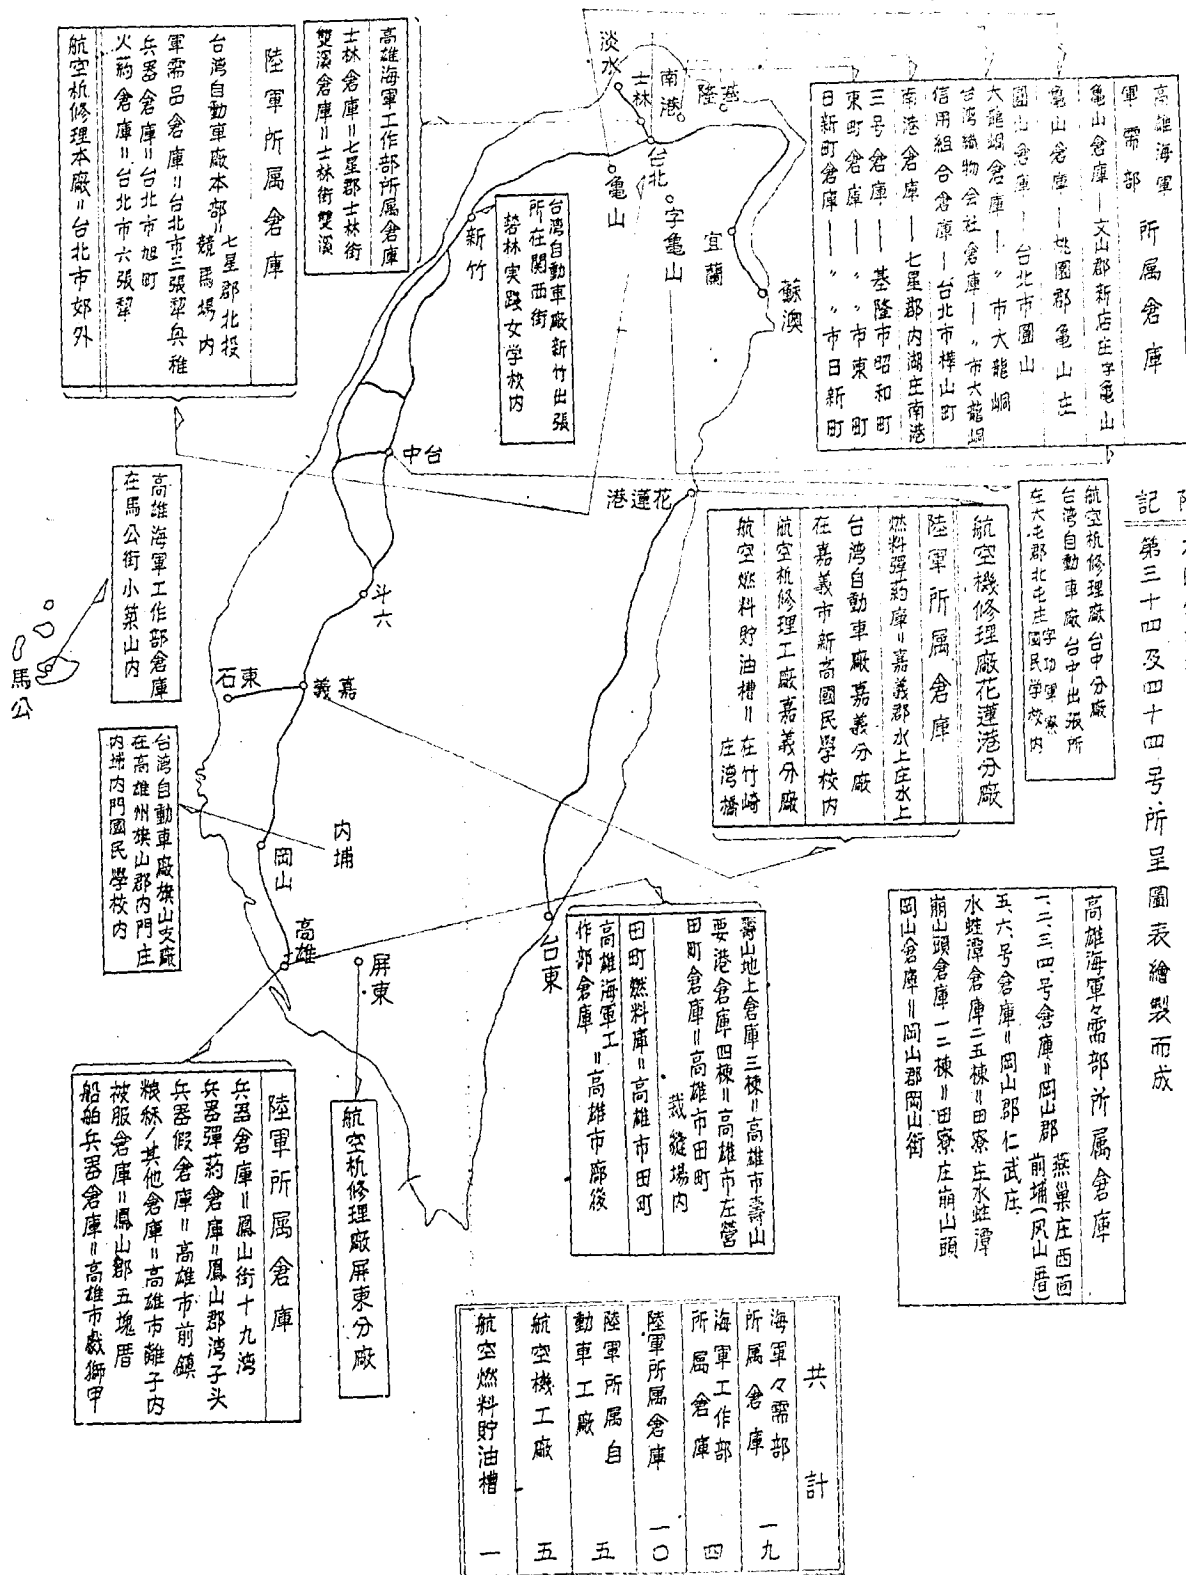 高雄海軍
軍需部
所属倉庫
亀山倉庫—文山郡新店庄字亀山
亀山倉庫—桃園郡亀山庄
圓山倉庫—台北市圓山
大龍峒倉庫—〃市大龍峒
台湾織物会社倉庫—〃市大龍峒
信用組合倉庫—台北市樺山町
南港倉庫—七星郡内湖庄南港
三号倉庫—基隆市昭和町
東町倉庫—〃市東町
日新町倉庫—〃市日新町
高雄海軍工作部所属倉庫
士林倉庫=七星郡士林街
雙溪倉庫=士林街雙溪
陸軍所属倉庫
台湾自動車廠本部=七星郡北投
競馬場内
軍需品倉庫=台北市三張犂兵稚
兵器倉庫=台北市旭町
火葯倉庫=台北市六張犂
航空机修理本廠=台北市郊外
台湾自動車廠新竹出張
所在関西街
碧林実践女学校内
淡水
士林
南港
台北
亀山
字亀山
宜蘭
蘇澳
新竹
台中
花蓮港
斗六
嘉義
東石
岡山
高雄
屏東
台東
内埔
馬公
記
第三十四及四十四号所呈圖表繪製而成
航空机修理廠台中分廠
台湾自動車廠台中出張所
在大屯郡北屯庄
國民学校内
航空機修理廠花蓮港分廠
陸軍所属倉庫
燃料彈葯庫=嘉義郡水上庄水上
台湾自動車廠嘉義分廠
在嘉義市新高國民學校内
航空机修理工廠嘉義分廠
航空燃料貯油槽=在竹崎
庄湾橋
高雄海軍工作部倉庫
在馬公街小菜山内
台湾自動車廠旗山支廠
在高雄州旗山郡内門庄
内埔内門國民學校内
高雄海軍々需部所属倉庫
一、二、三、四号倉庫=岡山郡
燕巢庄西面
前埔(凤山厝)
五、六号倉庫=岡山郡仁武庄
水蛙潭倉庫二五棟=田寮庄水蛙潭
崩山頭倉庫一二棟=田寮庄崩山頭
岡山倉庫=岡山郡岡山街
壽山地上倉庫三棟=高雄市壽山
要港倉庫四棟=高雄市左營
田町倉庫=高雄市田町
裁縫場内
田町燃料庫=高雄市田町
高雄海軍工
作部倉庫=高雄市廍後
陸軍所属倉庫
兵器倉庫=鳳山街十九湾
兵器彈葯倉庫=鳳山郡湾子头
兵器假倉庫=高雄市前鎮
粮秣ノ其他倉庫=高雄市離子内
被服倉庫=鳳山郡五塊厝
船舶兵器倉庫=高雄市戲獅甲
航空机修理廠屏東分廠
共計
海軍々需部
所属倉庫 一九
海軍工作部
所属倉庫 四
陸軍所属倉庫 一〇
陸軍所属自
動車工廠 五
航空機工廠 五
航空燃料貯油槽 一